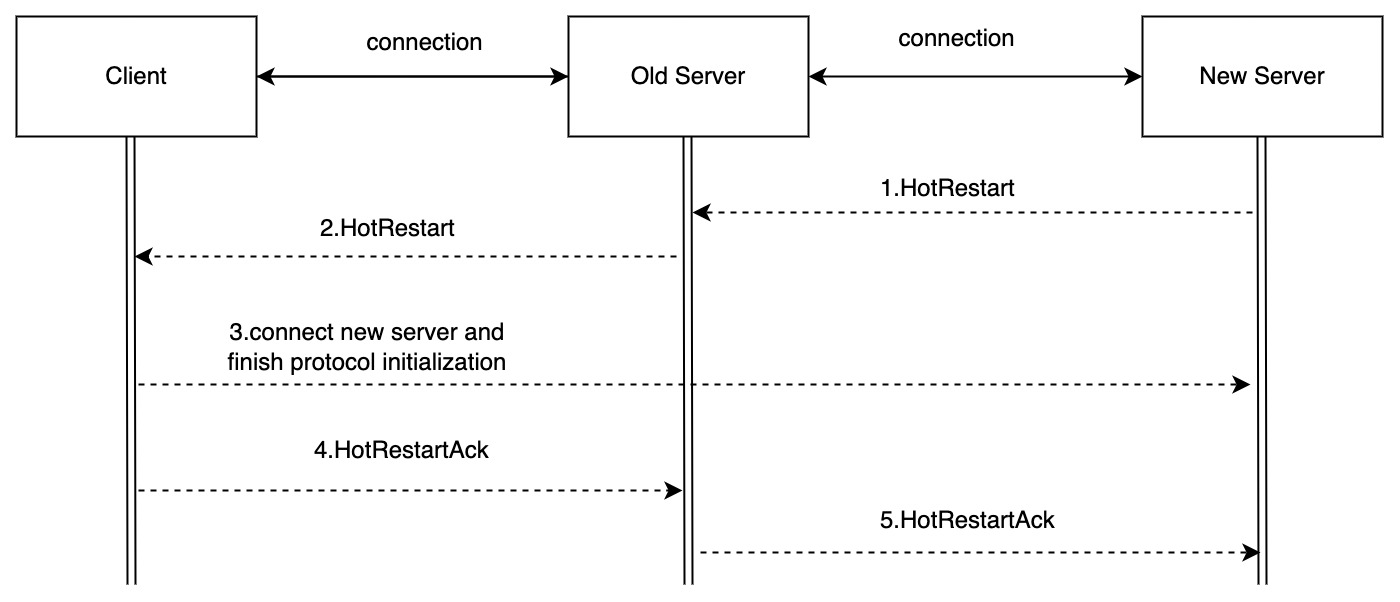 connection
connection
Client
Old Server
New Server
1.HotRestart
2.HotRestart
3.connect new server and
finish protocol initialization
4.HotRestartAck
5.HotRestartAck